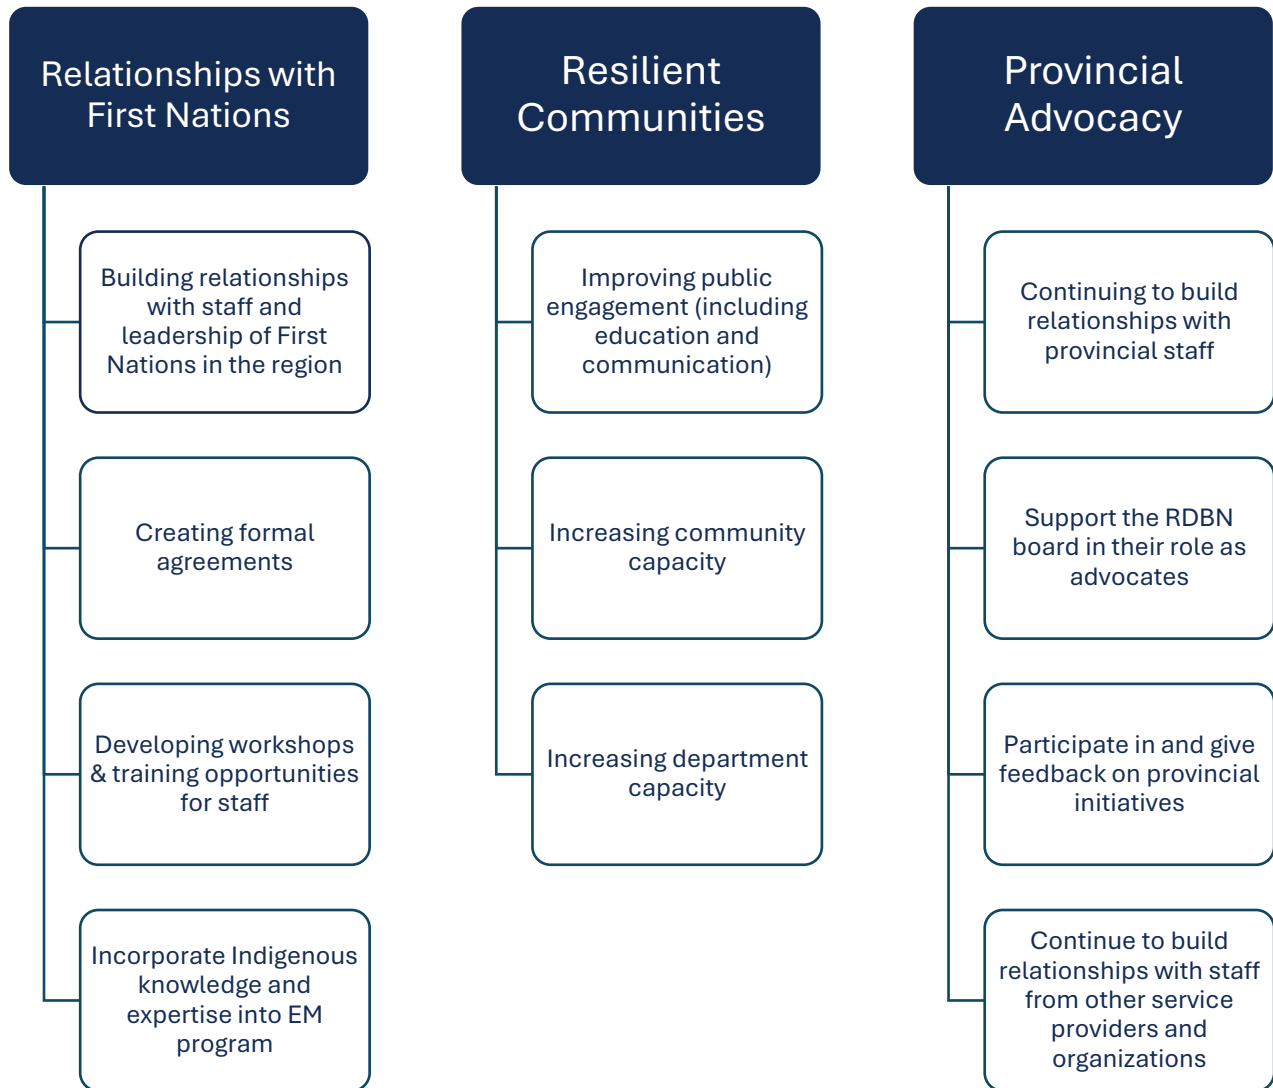 Relationships with
First Nations
Building relationships
with staff and
leadership of First
Nations in the region
Creating formal
agreements
Developing workshops
& training opportunities
for staff
Incorporate Indigenous
knowledge and
expertise into EM
program
Resilient
Communities
Improving public
engagement (including
education and
communication)
Increasing community
capacity
Increasing department
capacity
Provincial
Advocacy
Continuing to build
relationships with
provincial staff
Support the RDBN
board in their role as
advocates
Participate in and give
feedback on provincial
initiatives
Continue to build
relationships with staff
from other service
providers and
organizations